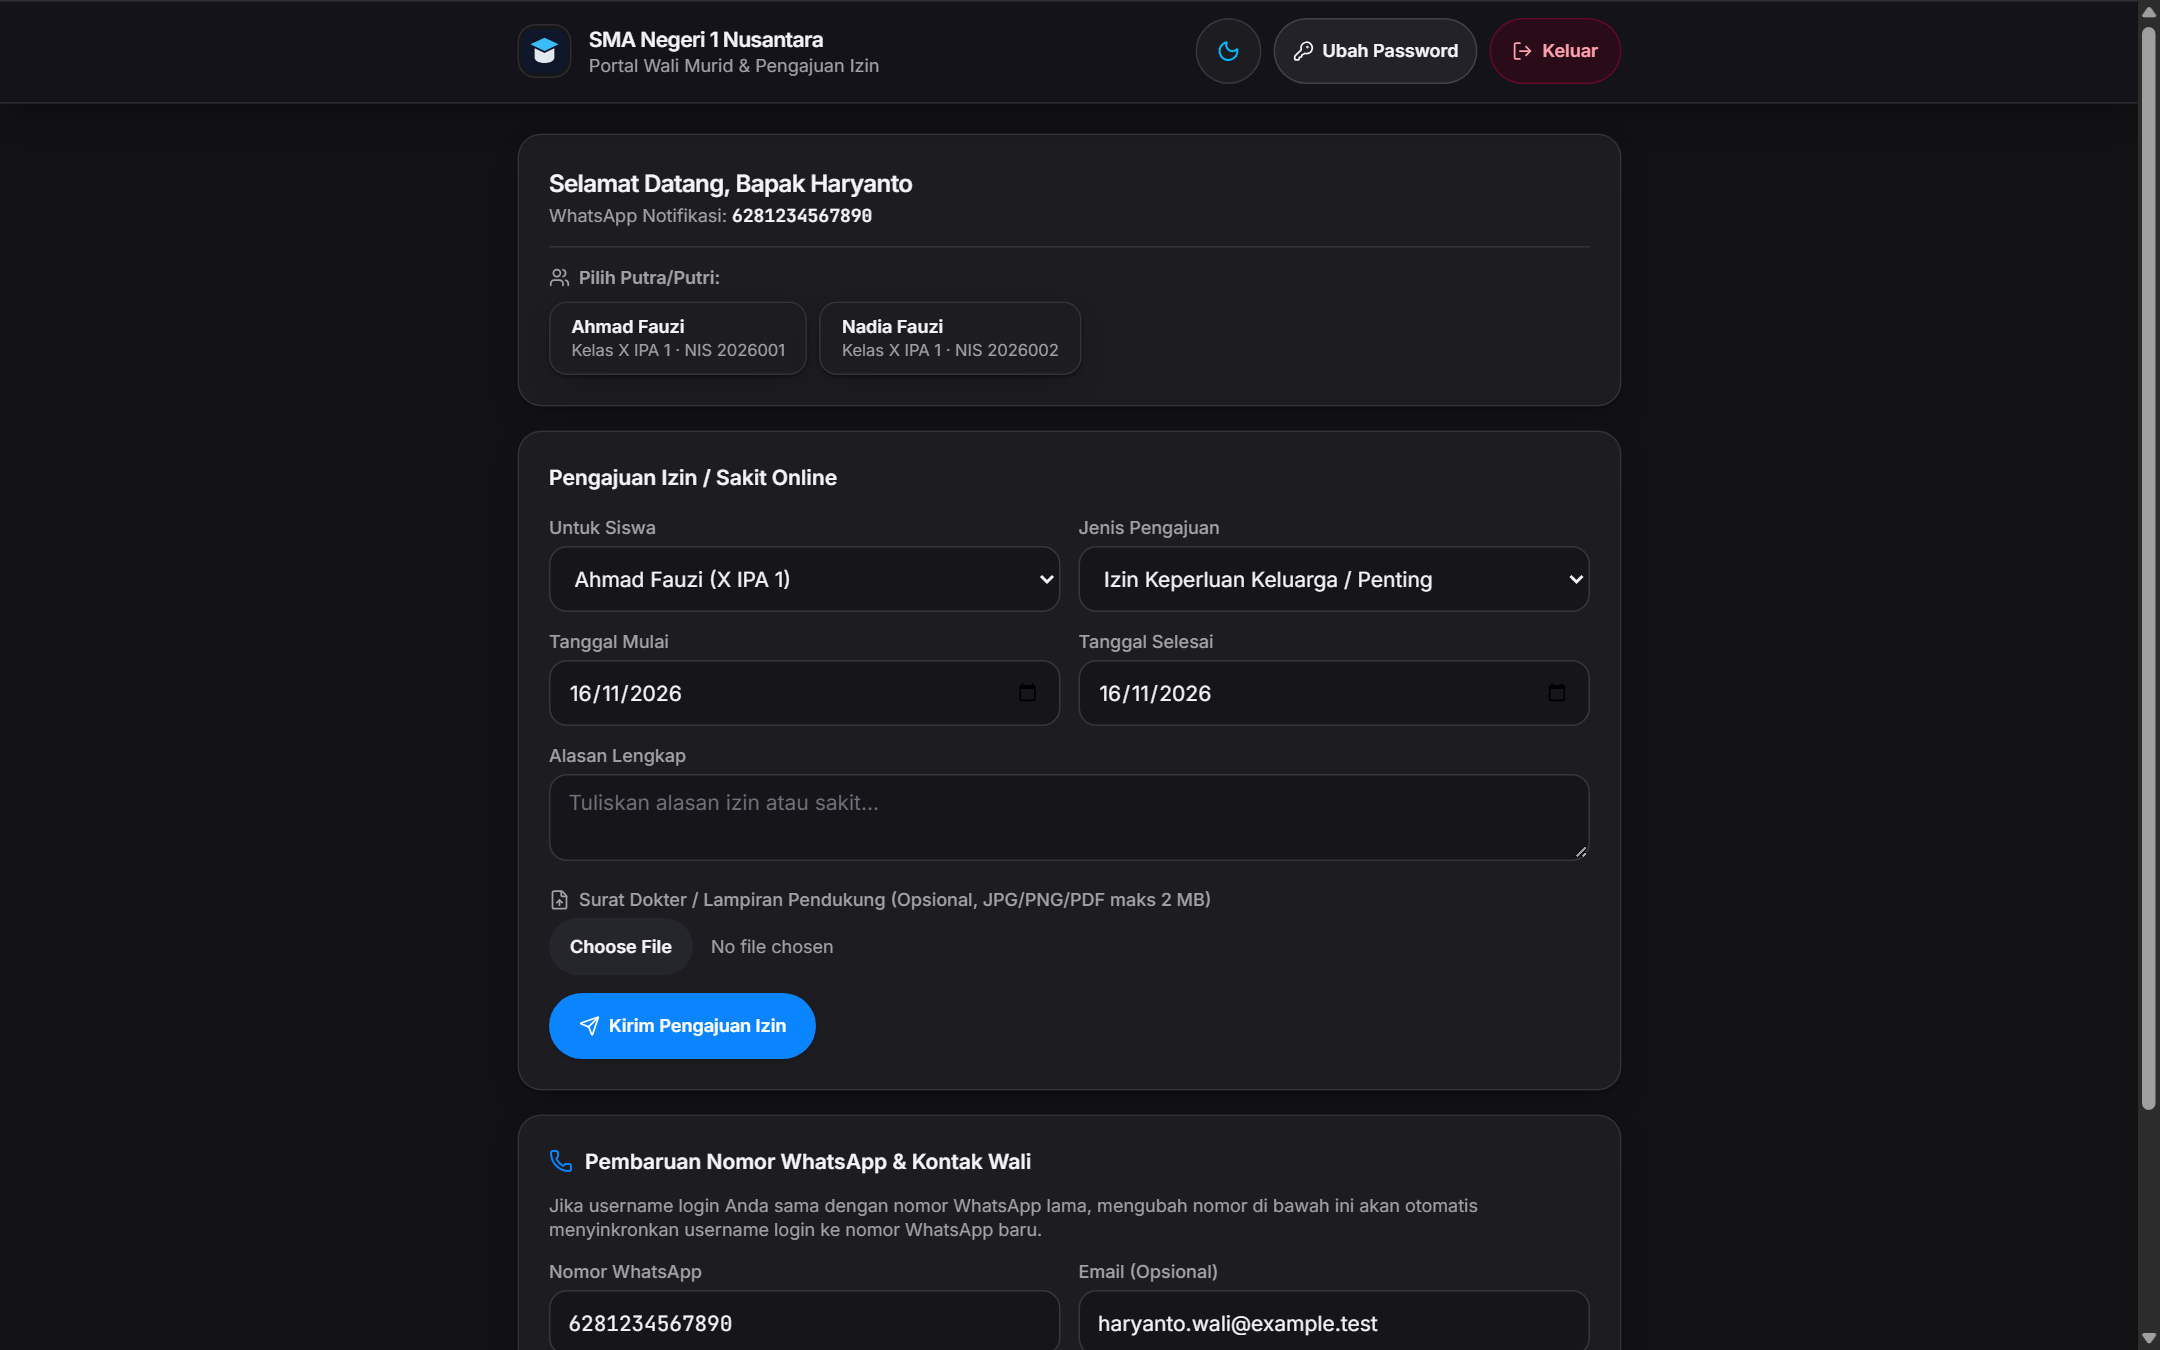 SMA Negeri 1 Nusantara
Portal Wali Murid & Pengajuan Izin
Ubah Password
Keluar
Selamat Datang, Bapak Haryanto
WhatsApp Notifikasi: 6281234567890
Pilih Putra/Putri:
Ahmad Fauzi
Kelas X IPA 1 · NIS 2026001
Nadia Fauzi
Kelas X IPA 1 · NIS 2026002
Pengajuan Izin / Sakit Online
Untuk Siswa
Jenis Pengajuan
Ahmad Fauzi (X IPA 1)
Izin Keperluan Keluarga / Penting
Tanggal Mulai
Tanggal Selesai
16/11/2026
16/11/2026
Alasan Lengkap
Tuliskan alasan izin atau sakit...
Surat Dokter / Lampiran Pendukung (Opsional, JPG/PNG/PDF maks 2 MB)
Choose File
No file chosen
Kirim Pengajuan Izin
Pembaruan Nomor WhatsApp & Kontak Wali
Jika username login Anda sama dengan nomor WhatsApp lama, mengubah nomor di bawah ini akan otomatis
menyinkronkan username login ke nomor WhatsApp baru.
Nomor WhatsApp
Email (Opsional)
6281234567890
haryanto.wali@example.test